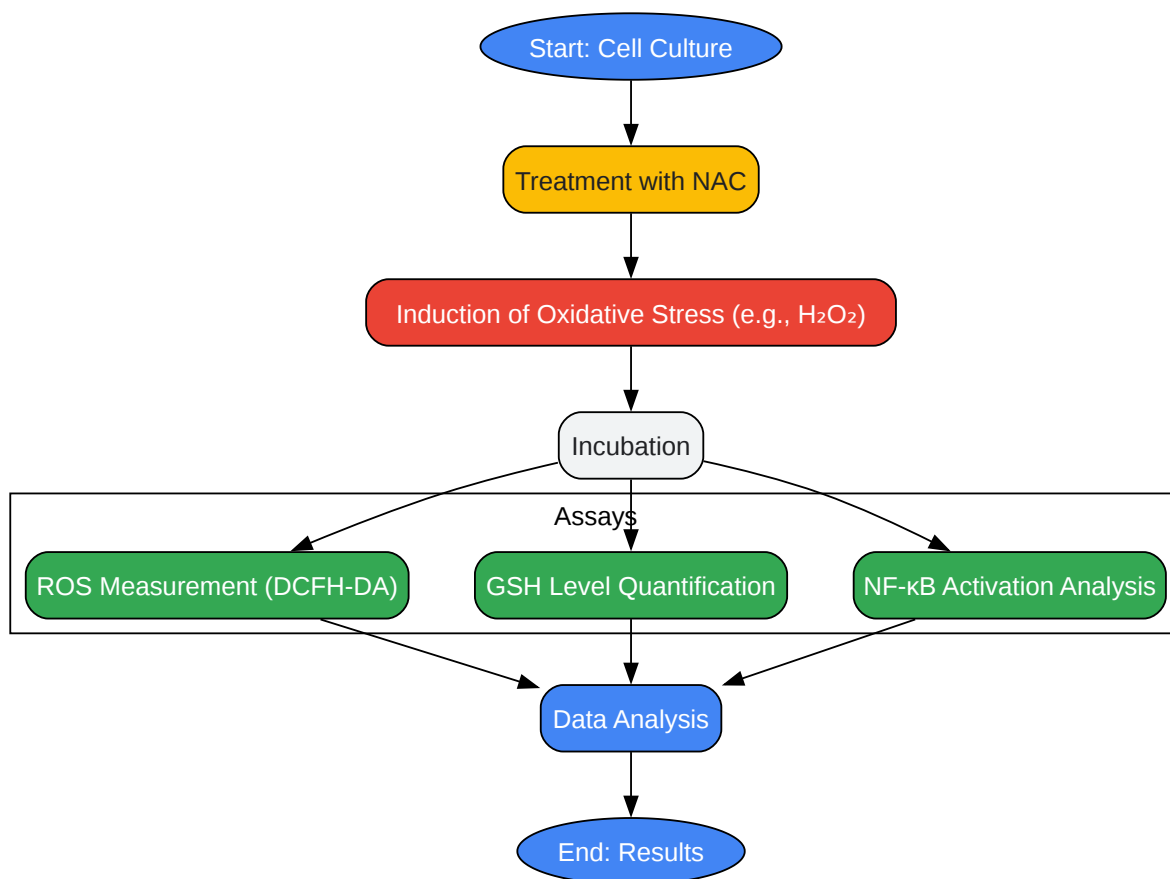 Start: Cell Culture
Treatment with NAC
Induction of Oxidative Stress (e.g., H₂O₂)
Incubation
Assays
ROS Measurement (DCFH-DA)
GSH Level Quantification
NF-κB Activation Analysis
Data Analysis
End: Results